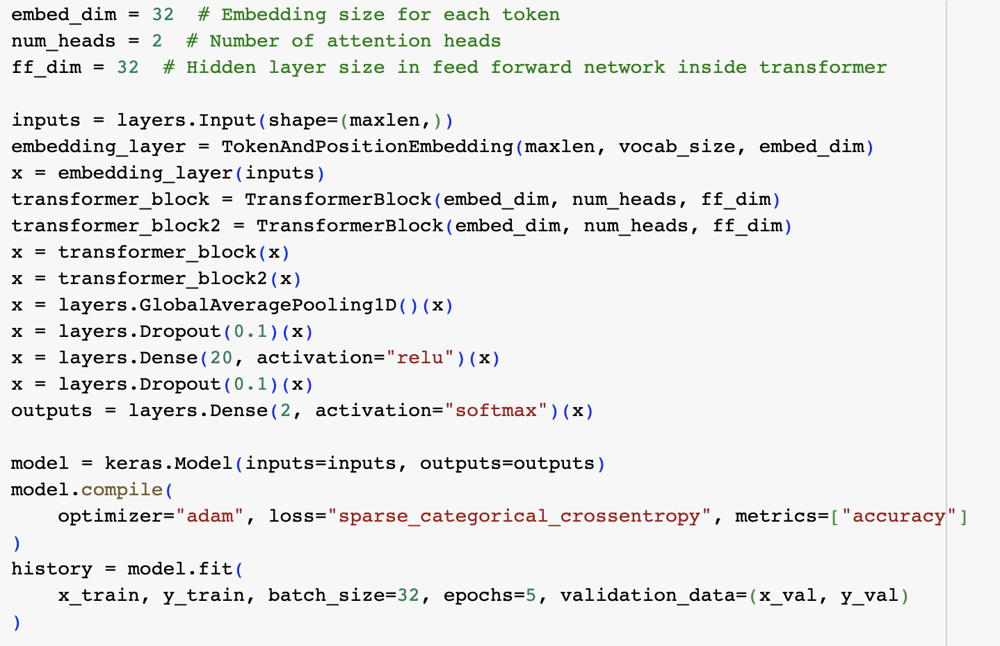 embed_dim = 32  # Embedding size for each token
num_heads = 2  # Number of attention heads
ff_dim = 32  # Hidden layer size in feed forward network inside transformer

inputs = layers.Input(shape=(maxlen,))
embedding_layer = TokenAndPositionEmbedding(maxlen, vocab_size, embed_dim)
x = embedding_layer(inputs)
transformer_block = TransformerBlock(embed_dim, num_heads, ff_dim)
transformer_block2 = TransformerBlock(embed_dim, num_heads, ff_dim)
x = transformer_block(x)
x = transformer_block2(x)
x = layers.GlobalAveragePooling1D()(x)
x = layers.Dropout(0.1)(x)
x = layers.Dense(20, activation="relu")(x)
x = layers.Dropout(0.1)(x)
outputs = layers.Dense(2, activation="softmax")(x)

model = keras.Model(inputs=inputs, outputs=outputs)
model.compile(
    optimizer="adam", loss="sparse_categorical_crossentropy", metrics=["accuracy"]
)
history = model.fit(
    x_train, y_train, batch_size=32, epochs=5, validation_data=(x_val, y_val)
)